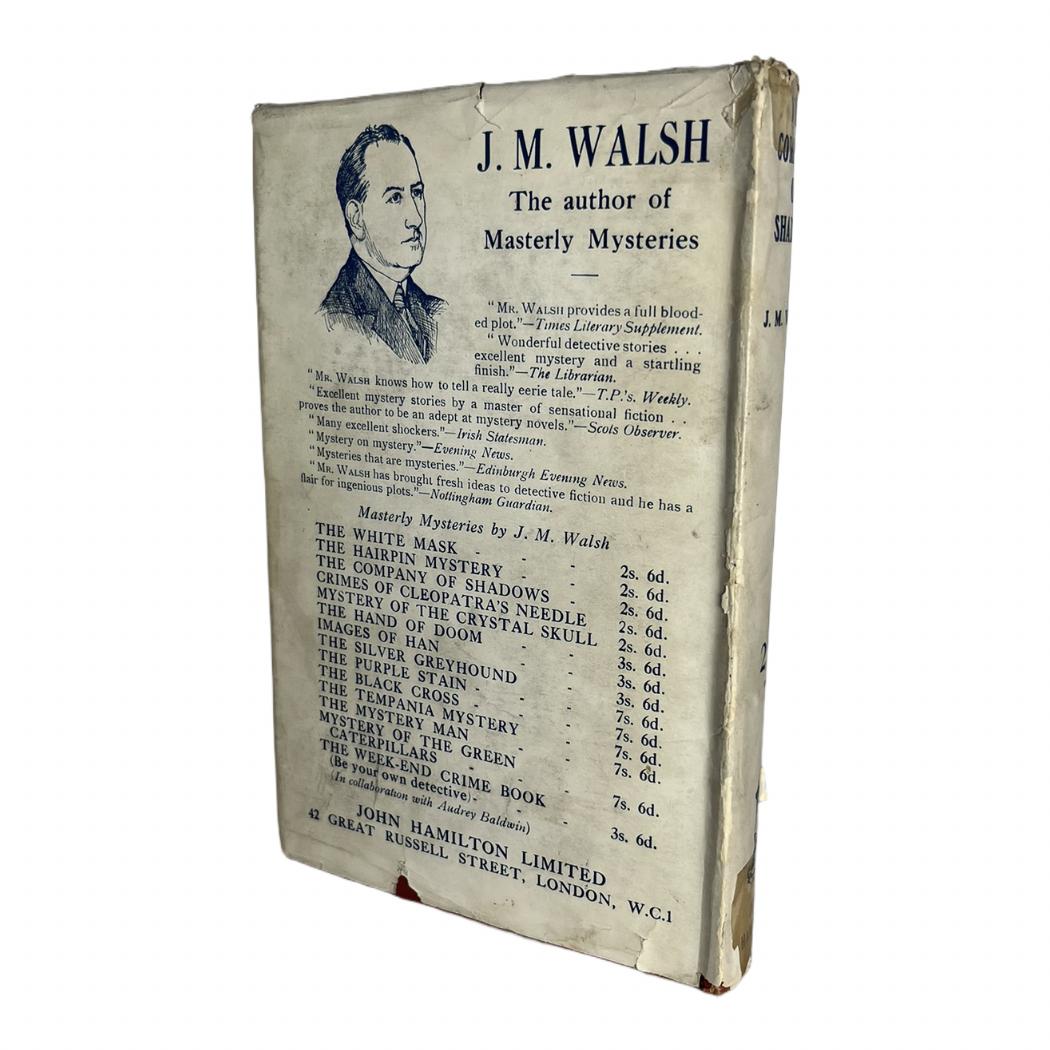 J. M. WALSH
The author of
Masterly Mysteries
"MR. WALSH provides a full blood-
ed plot."—Times Literary Supplement.
"Wonderful detective stories . . .
excellent mystery and a startling
finish."—The Librarian.
"MR. WALSH knows how to tell a really eerie tale."—T.P.'s. Weekly.
"Excellent mystery stories by a master of sensational fiction . .
proves the author to be an adept at mystery novels."—Scots Observer.
"Many excellent shockers."—Irish Statesman.
"Mystery on mystery."—Evening News.
"Mysteries that are mysteries."—Edinburgh Evening News.
"MR. WALSH has brought fresh ideas to detective fiction and he has a
flair for ingenious plots."—Nottingham Guardian.
Masterly Mysteries by J. M. Walsh
THE WHITE MASK - - - 2s. 6d.
THE HAIRPIN MYSTERY - - 2s. 6d.
THE COMPANY OF SHADOWS - 2s. 6d.
CRIMES OF CLEOPATRA'S NEEDLE 2s. 6d.
MYSTERY OF THE CRYSTAL SKULL 2s. 6d.
THE HAND OF DOOM - - 3s. 6d.
IMAGES OF HAN - - - 3s. 6d.
THE SILVER GREYHOUND - 3s. 6d.
THE PURPLE STAIN - - - 7s. 6d.
THE BLACK CROSS - - - 7s. 6d.
THE TEMPANIA MYSTERY - 7s. 6d.
THE MYSTERY MAN - - 7s. 6d.
MYSTERY OF THE GREEN
CATERPILLARS - - - 7s. 6d.
THE WEEK-END CRIME BOOK - 3s. 6d.
(Be your own detective) - - -
(In collaboration with Audrey Baldwin)
JOHN HAMILTON LIMITED
42 GREAT RUSSELL STREET, LONDON, W.C.1
J. M.